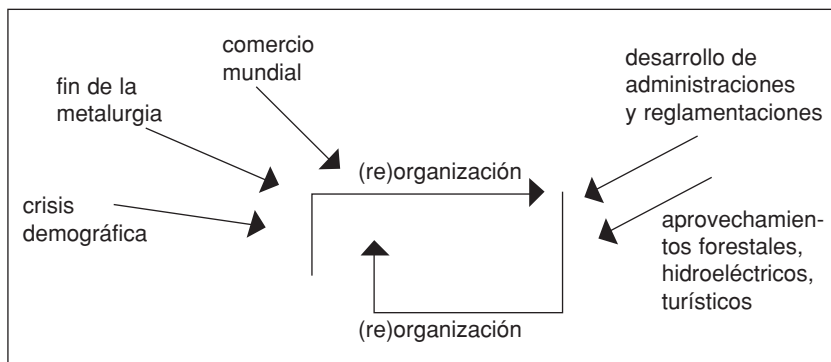 comercio
mundial
fin de la
metalurgia
crisis
demográfica
(re)organización
desarrollo de
administraciones
y reglamentaciones
aprovechamien-
tos forestales,
hidroeléctricos,
turísticos
(re)organización